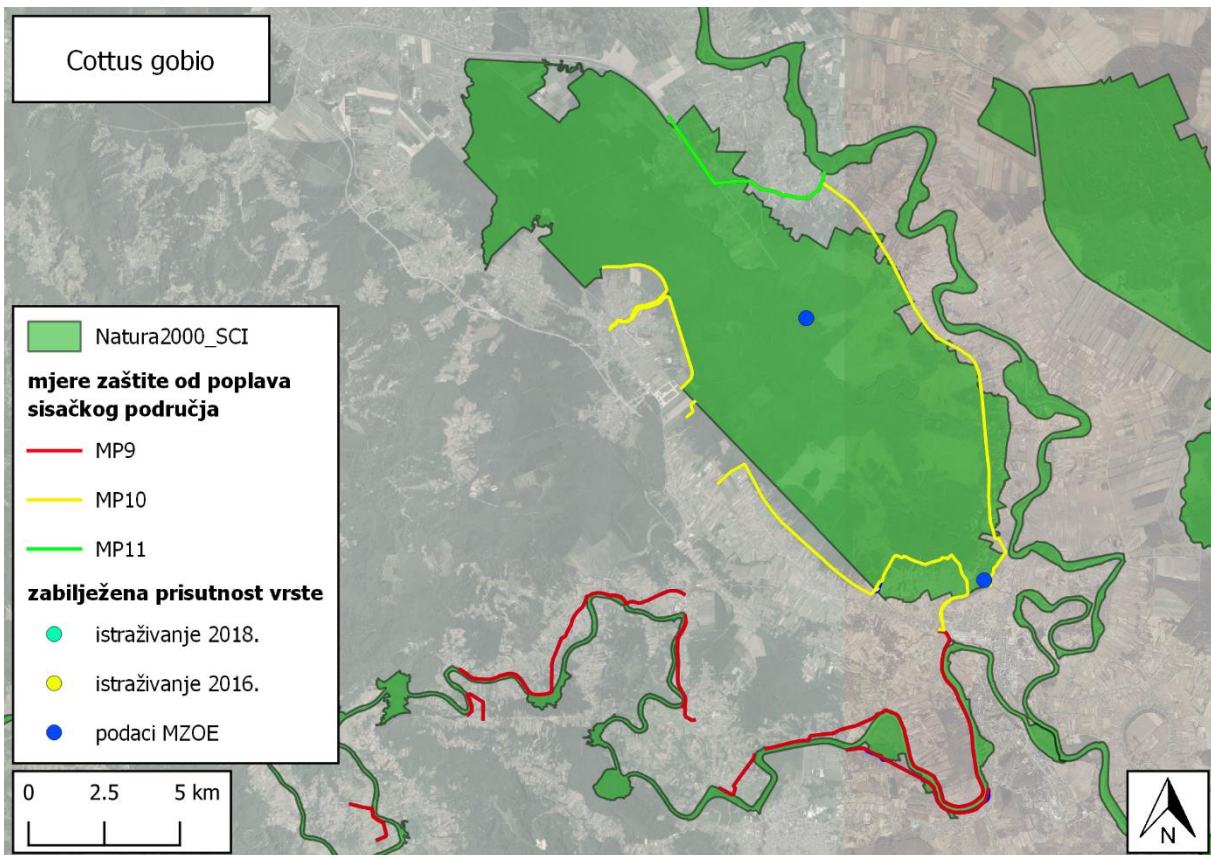 Cottus gobio
Natura2000_SCI
mjere zaštite od poplava
sisačkog područja
MP9
MP10
MP11
zabilježena prisutnost vrste
istraživanje 2018.
istraživanje 2016.
podaci MZOE
0 2.5 5 km
N